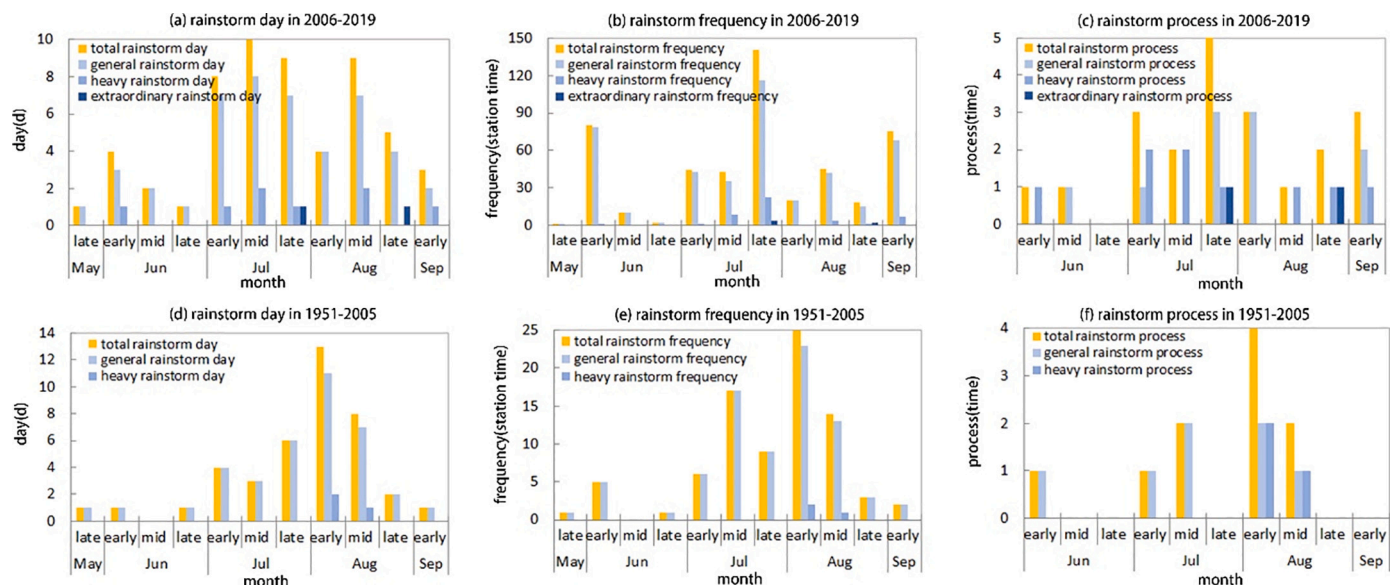 (a) rainstorm day in 2006-2019
10
8
6
4
2
0
day(d)
total rainstorm day
general rainstorm day
heavy rainstorm day
extraordinary rainstorm day
late early mid late early mid late early mid late early
May Jun Jul Aug Sep
month
(b) rainstorm frequency in 2006-2019
150
120
90
60
30
0
frequency(station time)
total rainstorm frequency
general rainstorm frequency
heavy rainstorm frequency
extraordinary rainstorm frequency
late early mid late early mid late early mid late early
May Jun Jul Aug Sep
month
(c) rainstorm process in 2006-2019
5
4
3
2
1
0
process(time)
total rainstorm process
general rainstorm process
heavy rainstorm process
extraordinary rainstorm process
early mid late early mid late early mid late early
Jun Jul Aug Sep
month
(d) rainstorm day in 1951-2005
14
12
10
8
6
4
2
0
day(d)
total rainstorm day
general rainstorm day
heavy rainstorm day
late early mid late early mid late early mid late early
May Jun Jul Aug Sep
month
(e) rainstorm frequency in 1951-2005
25
20
15
10
5
0
frequency(station time)
total rainstorm frequency
general rainstorm frequency
heavy rainstorm frequency
late early mid late early mid late early mid late early
May Jun Jul Aug Sep
month
(f) rainstorm process in 1951-2005
4
3
2
1
0
process(time)
total rainstorm process
general rainstorm process
heavy rainstorm process
early mid late early mid late early mid late early
Jun Jul Aug Sep
month